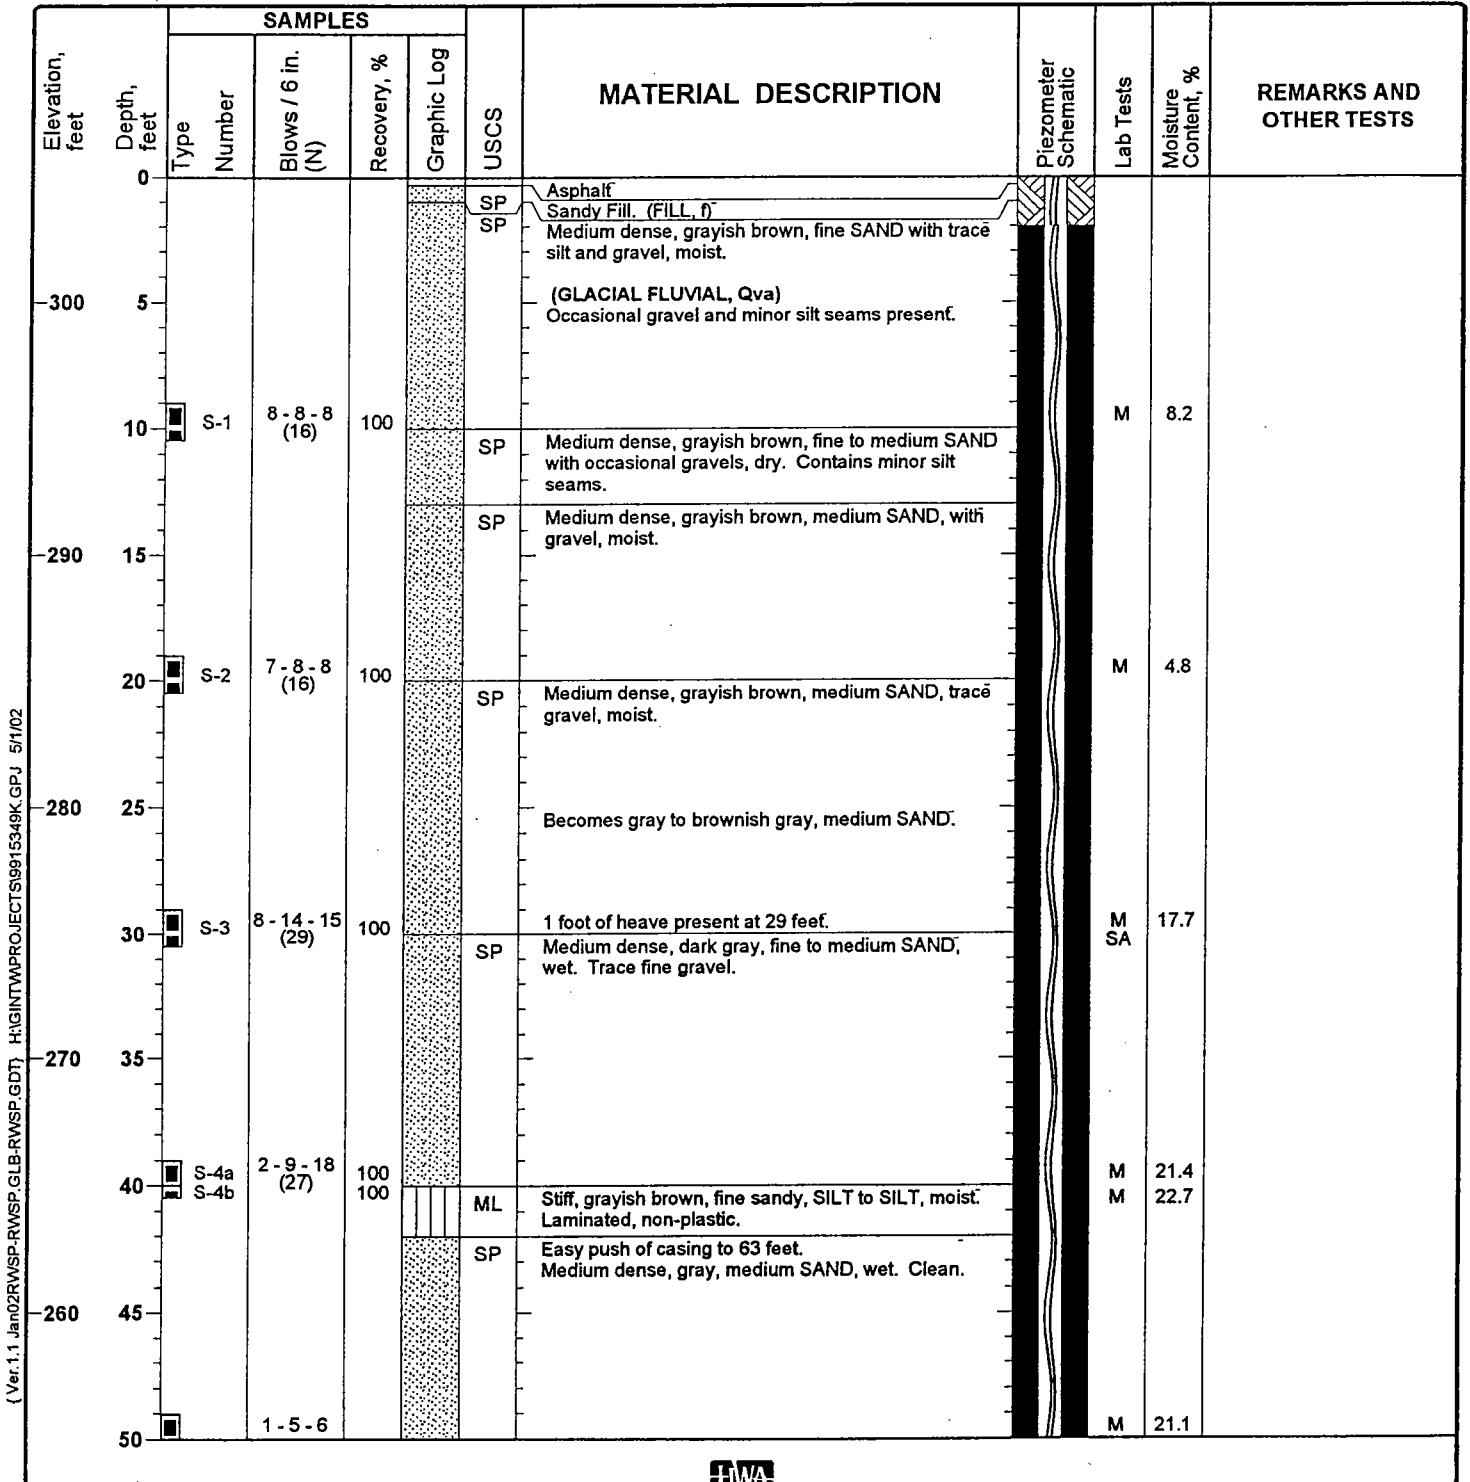 SAMPLES
Elevation, feet
Depth, feet
Type
Number
Blows / 6 in. (N)
Recovery, %
Graphic Log
USCS
MATERIAL DESCRIPTION
Piezometer Schematic
Lab Tests
Moisture Content, %
REMARKS AND
OTHER TESTS
0
SP
Asphalt
SP
Sandy Fill. (FILL, f)
Medium dense, grayish brown, fine SAND with trace
silt and gravel, moist.
300
5
(GLACIAL FLUVIAL, Qva)
Occasional gravel and minor silt seams present.
10
S-1
8 - 8 - 8
(16)
100
M
8.2
SP
Medium dense, grayish brown, fine to medium SAND
with occasional gravels, dry. Contains minor silt
seams.
SP
Medium dense, grayish brown, medium SAND, with
gravel, moist.
290
15
20
S-2
7 - 8 - 8
(16)
100
M
4.8
SP
Medium dense, grayish brown, medium SAND, trace
gravel, moist.
280
25
Becomes gray to brownish gray, medium SAND.
30
S-3
8 - 14 - 15
(29)
100
1 foot of heave present at 29 feet.
M
SA
17.7
SP
Medium dense, dark gray, fine to medium SAND,
wet. Trace fine gravel.
270
35
40
S-4a
S-4b
2 - 9 - 18
(27)
100
100
M
21.4
M
22.7
ML
Stiff, grayish brown, fine sandy, SILT to SILT, moist.
Laminated, non-plastic.
SP
Easy push of casing to 63 feet.
Medium dense, gray, medium SAND, wet. Clean.
260
45
50
1 - 5 - 6
M
21.1
{ Ver.1.1 Jan02RWSP-RWSP.GLB-RWSP.GDT} H:\GINTW\PROJECTS\9915349K.GPJ 5/1/02
HWA